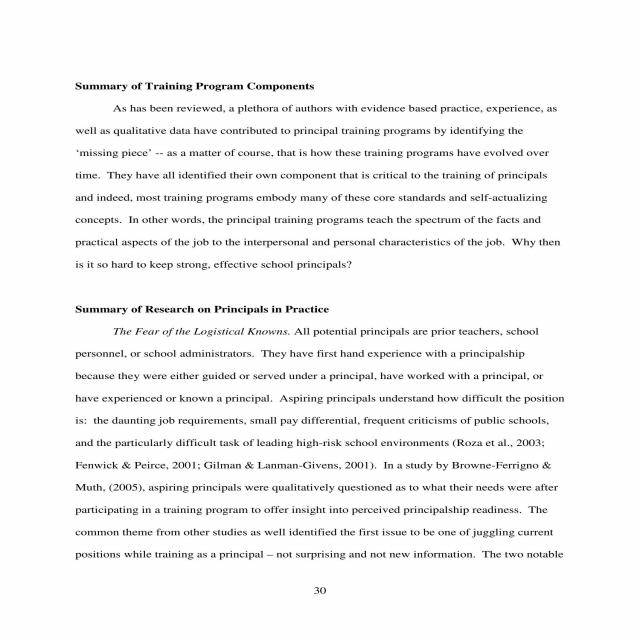 Summary of Training Program Components
As has been reviewed, a plethora of authors with evidence based practice, experience, as
well as qualitative data have contributed to principal training programs by identifying the
‘missing piece’ -- as a matter of course, that is how these training programs have evolved over
time.  They have all identified their own component that is critical to the training of principals
and indeed, most training programs embody many of these core standards and self-actualizing
concepts.  In other words, the principal training programs teach the spectrum of the facts and
practical aspects of the job to the interpersonal and personal characteristics of the job.  Why then
is it so hard to keep strong, effective school principals?
Summary of Research on Principals in Practice
The Fear of the Logistical Knowns. All potential principals are prior teachers, school
personnel, or school administrators.  They have first hand experience with a principalship
because they were either guided or served under a principal, have worked with a principal, or
have experienced or known a principal.  Aspiring principals understand how difficult the position
is:  the daunting job requirements, small pay differential, frequent criticisms of public schools,
and the particularly difficult task of leading high-risk school environments (Roza et al., 2003;
Fenwick & Peirce, 2001; Gilman & Lanman-Givens, 2001).  In a study by Browne-Ferrigno &
Muth, (2005), aspiring principals were qualitatively questioned as to what their needs were after
participating in a training program to offer insight into perceived principalship readiness.  The
common theme from other studies as well identified the first issue to be one of juggling current
positions while training as a principal – not surprising and not new information.  The two notable
30